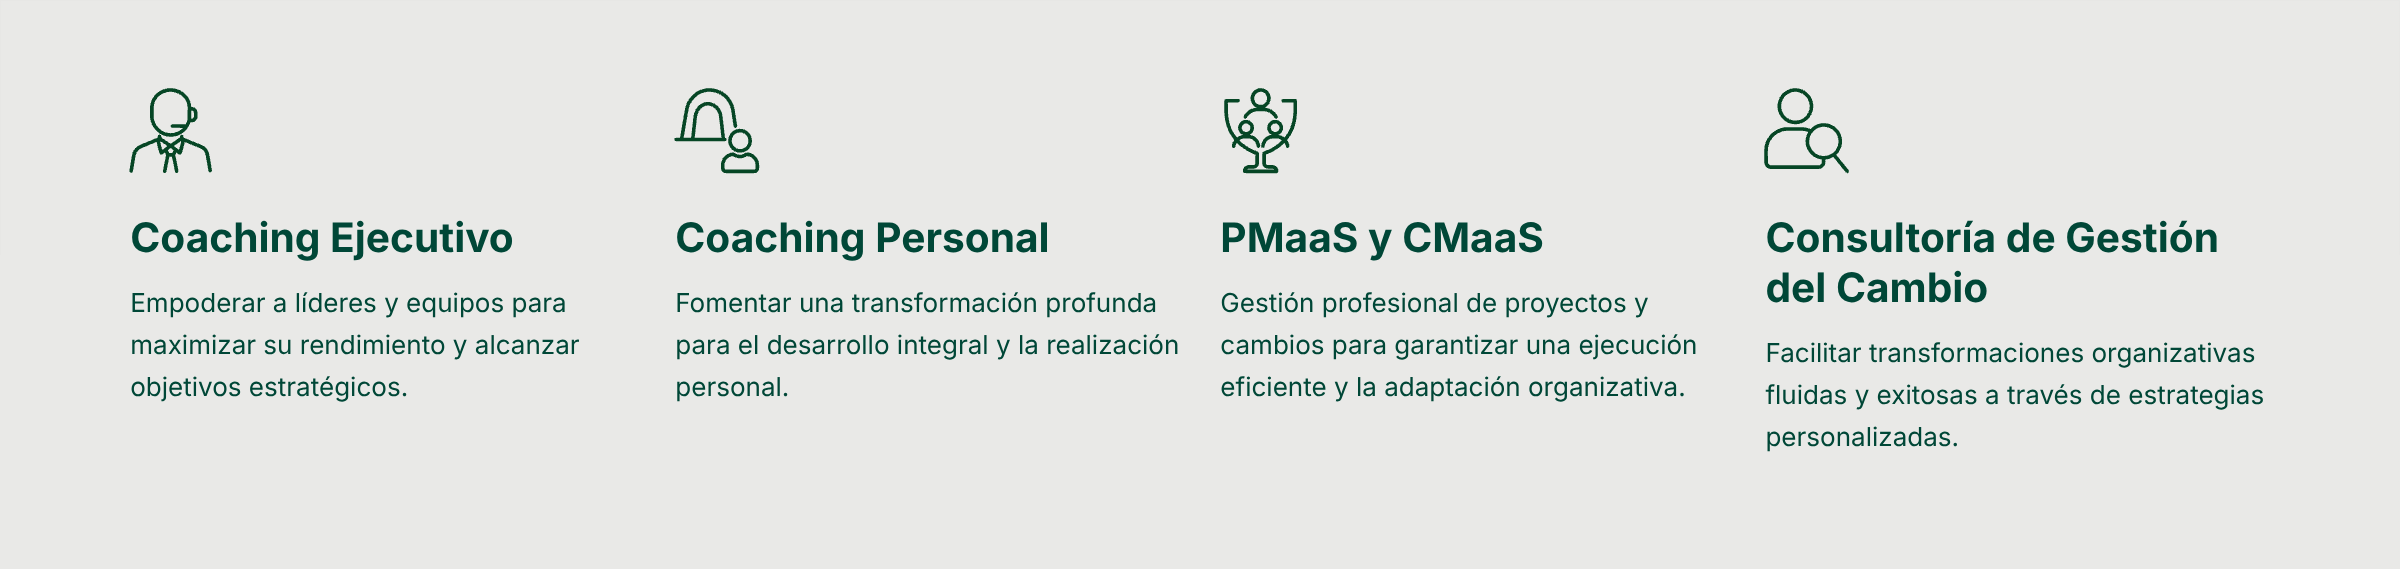 Coaching Ejecutivo
Empoderar a líderes y equipos para
maximizar su rendimiento y alcanzar
objetivos estratégicos.
Coaching Personal
Fomentar una transformación profunda
para el desarrollo integral y la realización
personal.
PMaaS y CMaaS
Gestión profesional de proyectos y
cambios para garantizar una ejecución
eficiente y la adaptación organizativa.
Consultoría de Gestión
del Cambio
Facilitar transformaciones organizativas
fluidas y exitosas a través de estrategias
personalizadas.